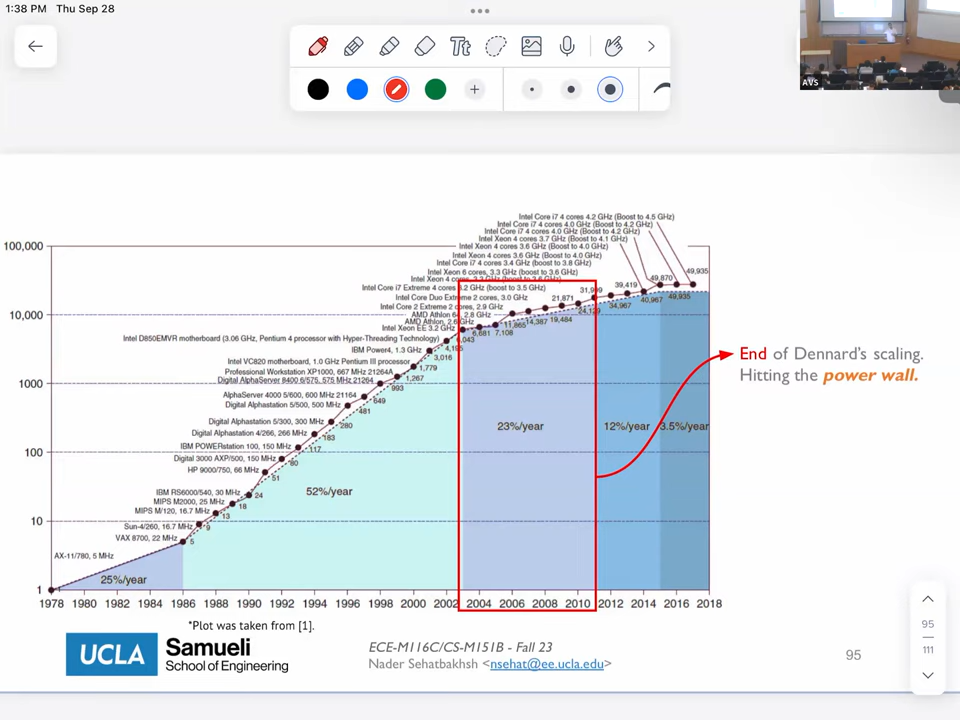 1:38 PM Thu Sep 28
Tt
AVS
Intel Core i7 4 cores 4.2 GHz (Boost to 4.5 GHz)
Intel Core i7 4 cores 4.0 GHz (Boost to 4.2 GHz)
Intel Core i7 4 cores 4.0 GHz (Boost to 4.2 GHz)
Intel Xeon 4 cores 3.7 GHz (Boost to 4.1 GHz)
Intel Xeon 4 cores 3.6 GHz (Boost to 4.0 GHz)
Intel Xeon 4 cores 3.6 GHz (Boost to 4.0 GHz)
Intel Core i7 4 cores 3.4 GHz (boost to 3.8 GHz)
Intel Xeon 6 cores, 3.3 GHz (boost to 3.6 GHz)
Intel Xeon 4 cores, 3.3 GHz (boost to 3.6 GHz)
Intel Core i7 Extreme 4 cores 3.2 GHz (boost to 3.5 GHz)
Intel Core Duo Extreme 2 cores, 3.0 GHz
Intel Core 2 Extreme 2 cores, 2.9 GHz
AMD Athlon 64, 2.8 GHz
AMD Athlon, 2.6 GHz
Intel Xeon EE 3.2 GHz
Intel D850EMVR motherboard (3.06 GHz, Pentium 4 processor with Hyper-Threading Technology)
IBM Power4, 1.3 GHz
Intel VC820 motherboard, 1.0 GHz Pentium III processor
Professional Workstation XP1000, 667 MHz 21264A
Digital AlphaServer 8400 6/575, 575 MHz 21264
AlphaServer 4000 5/600, 600 MHz 21164
Digital Alphastation 5/500, 500 MHz
Digital Alphastation 5/300, 300 MHz
Digital Alphastation 4/266, 266 MHz
IBM POWERstation 100, 150 MHz
Digital 3000 AXP/500, 150 MHz
HP 9000/750, 66 MHz
IBM RS6000/540, 30 MHz
MIPS M2000, 25 MHz
MIPS M/120, 16.7 MHz
Sun-4/260, 16.7 MHz
VAX 8700, 22 MHz
AX-11/780, 5 MHz
100,000
10,000
1000
100
10
1
5
9
13
18
24
51
80
117
183
280
481
649
993
1,267
1,779
3,016
4,195
6,043
6,681
7,108
11,865
14,387
19,484
21,871
24,129
31,999
34,967
39,419
40,967
49,870
49,935
49,935
25%/year
52%/year
23%/year
12%/year
3.5%/year
1978 1980 1982 1984 1986 1988 1990 1992 1994 1996 1998 2000 2002 2004 2006 2008 2010 2012 2014 2016 2018
End of Dennard's scaling.
Hitting the power wall.
*Plot was taken from [1].
UCLA Samueli
School of Engineering
ECE-M116C/CS-M151B - Fall 23
Nader Sehatbakhsh <nsehat@ee.ucla.edu>
95
95
111